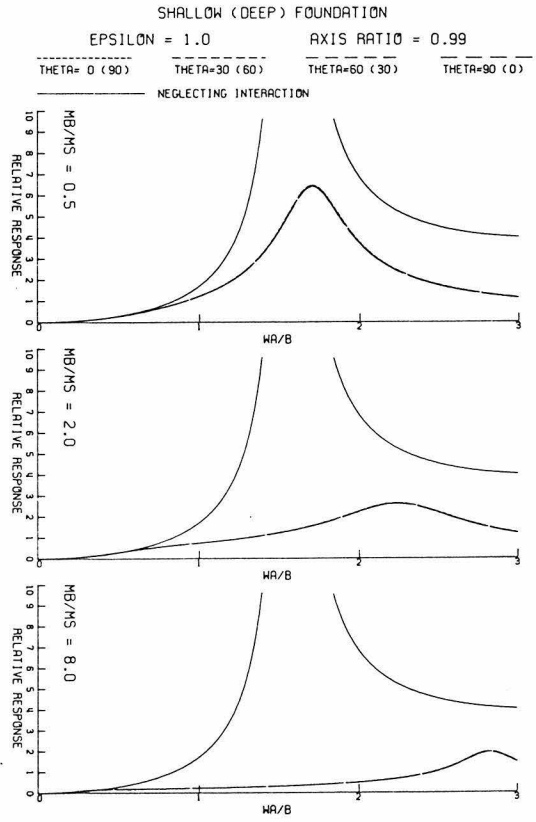 SHALLOW (DEEP) FOUNDATION
EPSILON = 1.0 AXIS RATIO = 0.99
THETA= 0 (90) THETA=30 (60) THETA=60 (30) THETA=90 (0)
NEGLECTING INTERACTION
MB/MS = 0.5
RELATIVE RESPONSE
0 1 2 3 4 5 6 7 8 9 10
0 1 2 3
WA/B
MB/MS = 2.0
RELATIVE RESPONSE
0 1 2 3 4 5 6 7 8 9 10
0 1 2 3
WA/B
MB/MS = 8.0
RELATIVE RESPONSE
0 1 2 3 4 5 6 7 8 9 10
0 1 2 3
WA/B